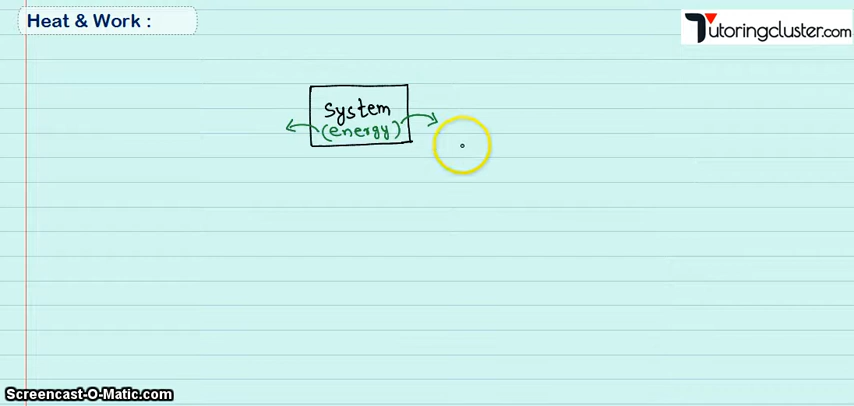 Heat & Work :
Tutoringcluster.com
System
(energy)
Screencast-O-Matic.com